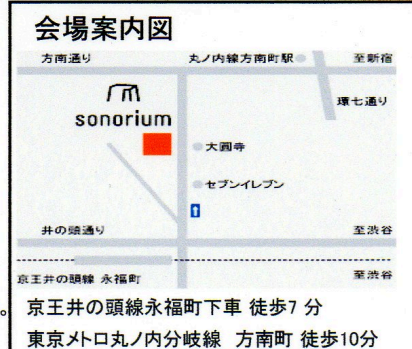 会場案内図
方南通り 丸ノ内線方南町駅 至新宿
環七通り
sonorium
大圓寺
セブンイレブン
井の頭通り 至渋谷
京王井の頭線 永福町 至渋谷
。 京王井の頭線永福町下車 徒歩7 分
東京メトロ丸ノ内分岐線 方南町 徒歩10分